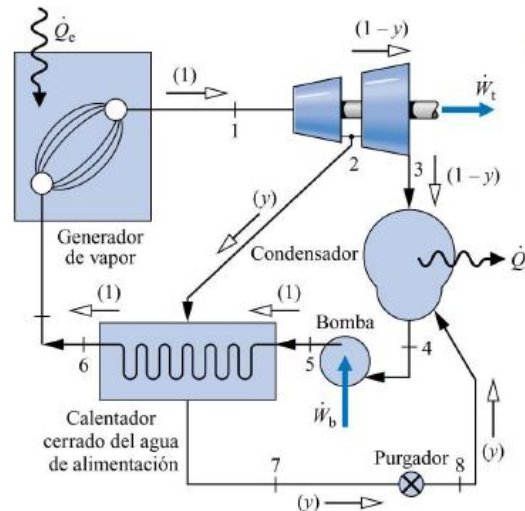 Q̇e
(1 – y)
(1)
Ẇt
1
2
3
(1 – y)
(y)
Generador
de vapor
Condensador
Q̇
(1)
(1)
Bomba
6
5
4
Calentador
cerrado del agua
de alimentación
Ẇb
(y)
7
Purgador
8
(y)